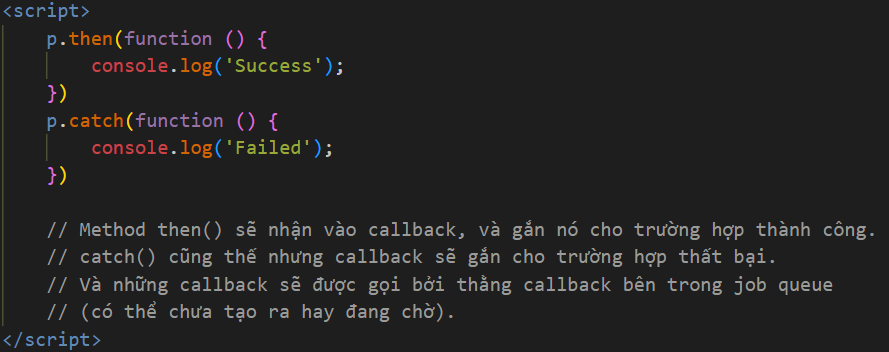 <script>
p.then(function () {
console.log('Success');
})
p.catch(function () {
console.log('Failed');
})
// Method then() sẽ nhận vào callback, và gắn nó cho trường hợp thành công.
// catch() cũng thế nhưng callback sẽ gắn cho trường hợp thất bại.
// Và những callback sẽ được gọi bởi thằng callback bên trong job queue
// (có thể chưa tạo ra hay đang chờ).
</script>